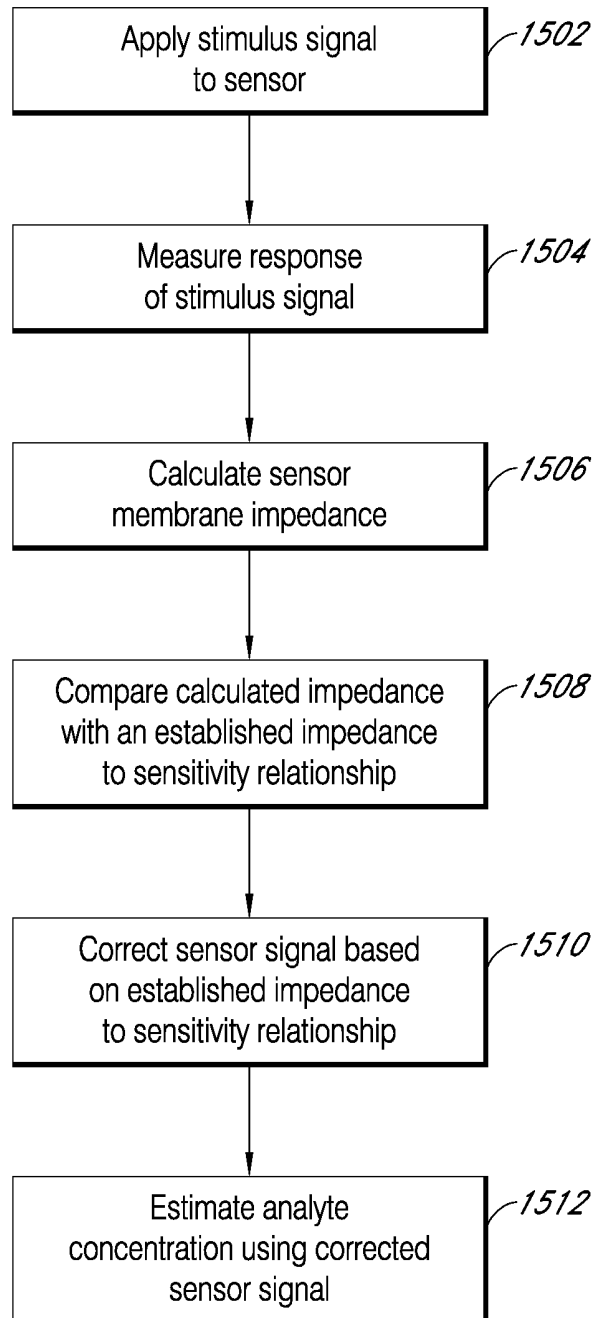 Apply stimulus signal
to sensor
1502
Measure response
of stimulus signal
1504
Calculate sensor
membrane impedance
1506
Compare calculated impedance
with an established impedance
to sensitivity relationship
1508
Correct sensor signal based
on established impedance
to sensitivity relationship
1510
Estimate analyte
concentration using corrected
sensor signal
1512